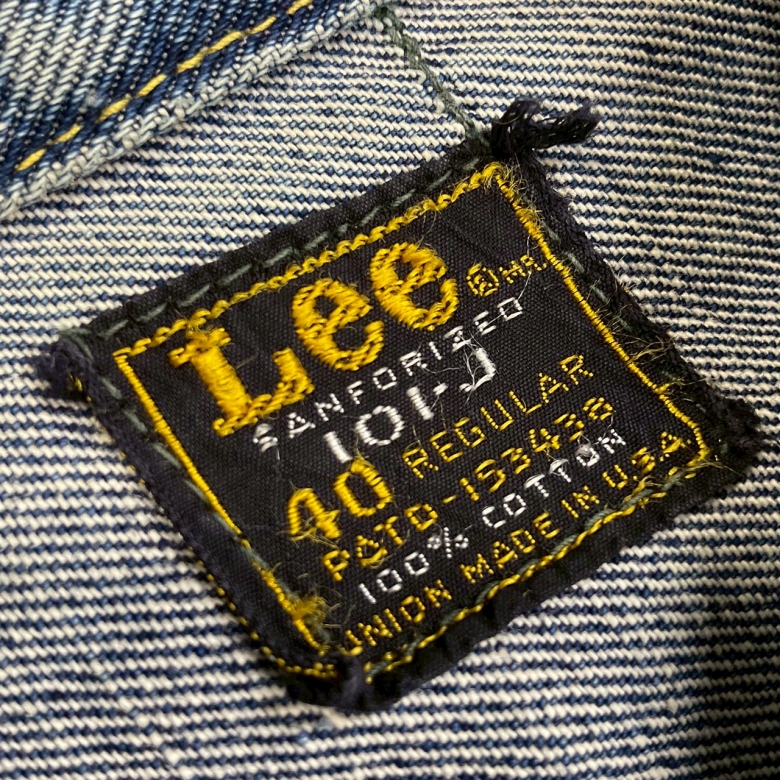 Lee ® MR
SANFORIZED
101-J
40 REGULAR
PATD-153438
100% COTTON
UNION MADE IN U.S.A